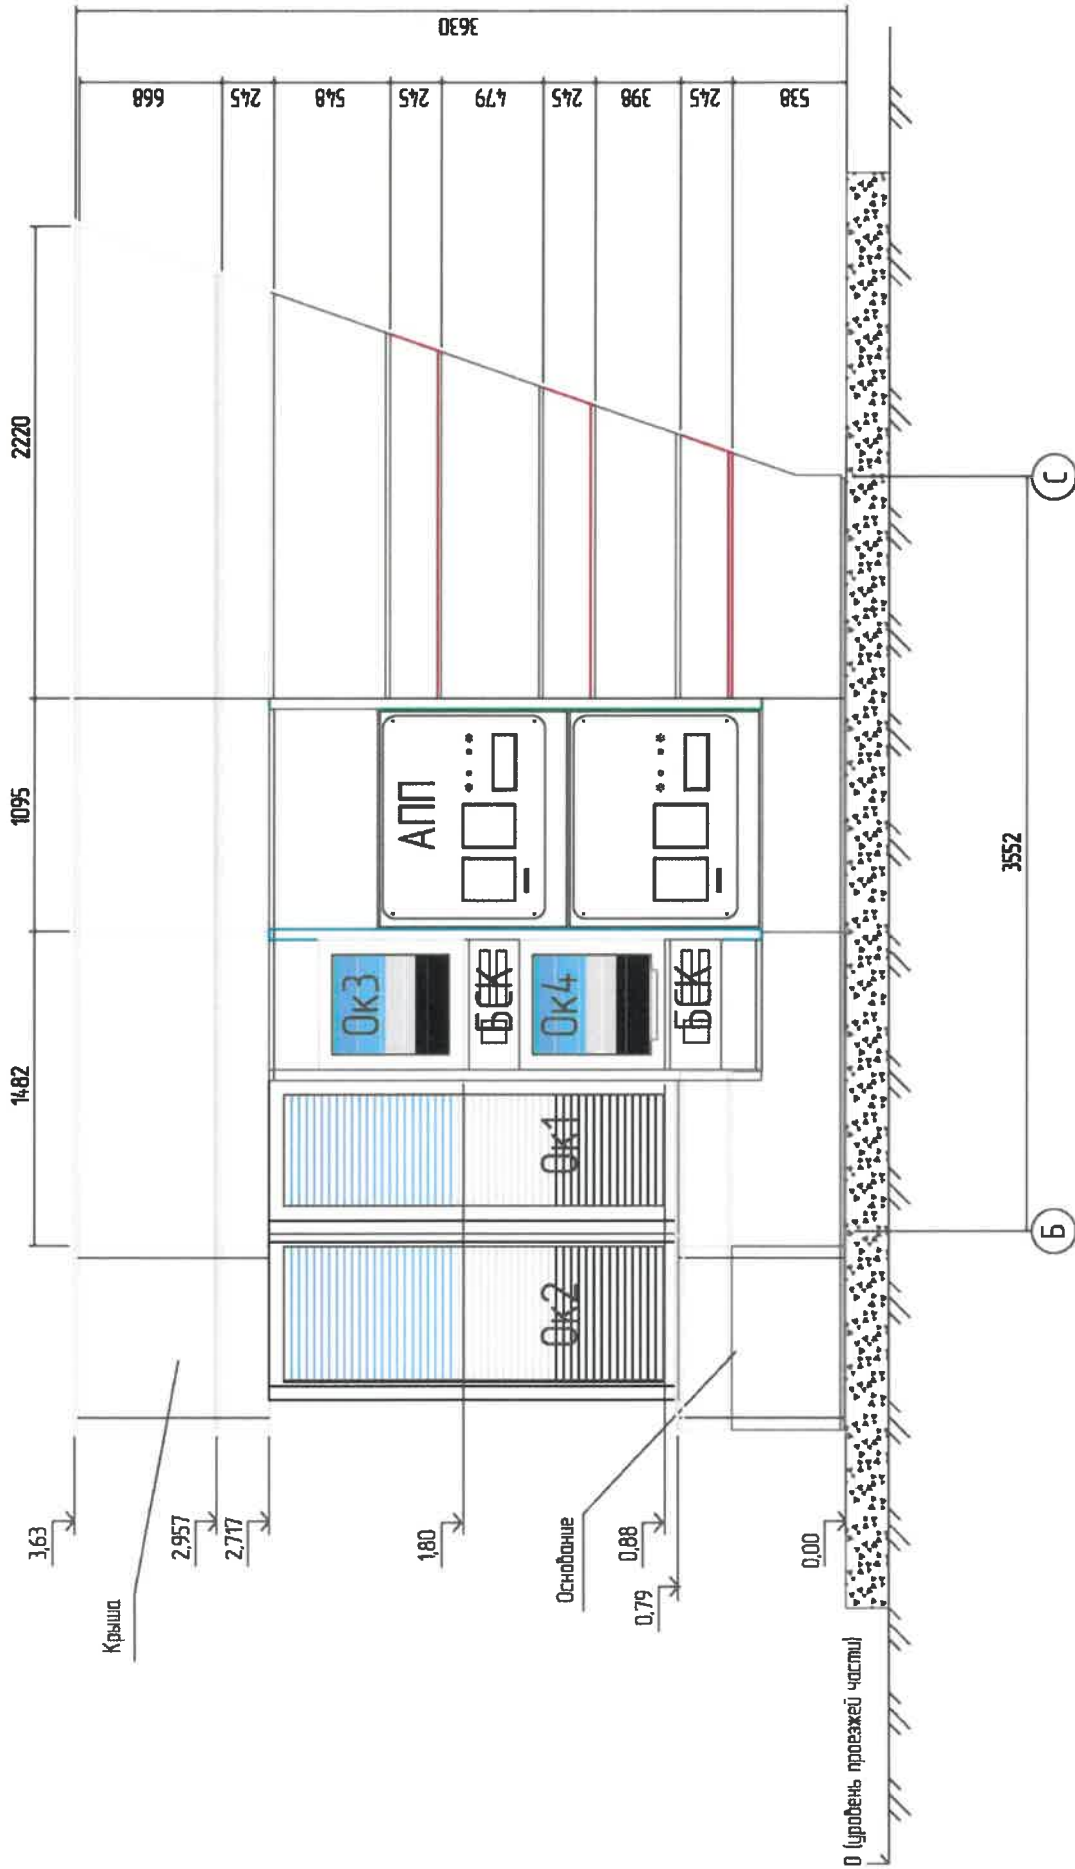 3630
668
245
548
245
479
245
398
245
538
2220
1095
1482
АПП
Ок3
БСК
Ок4
БСК
Ок1
Ок2
3,63
2,957
2,717
1,80
0,88
0,79
0,00
Крыша
Основание
0 (уровень проезжей части)
3552
С
Б